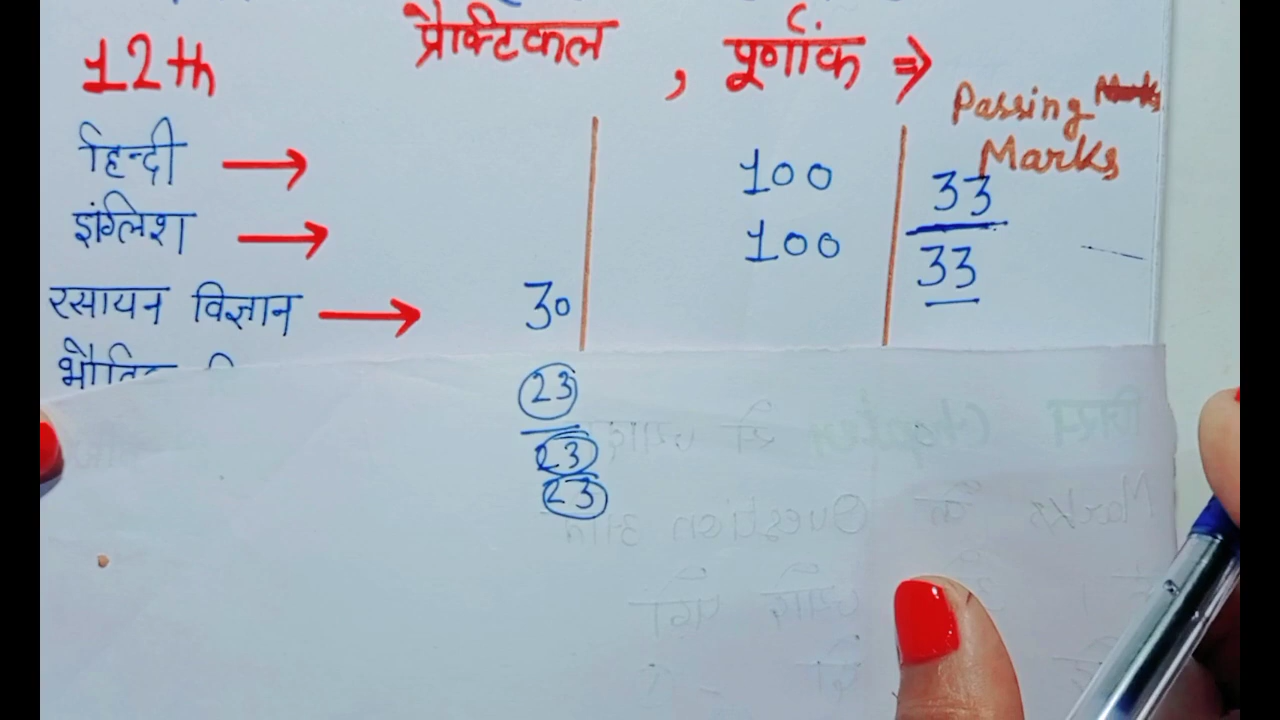 12th प्रैक्टिकल , पूर्णांक ⇒
Passing
Marks
हिन्दी → 100 33
इंग्लिश → 100 33
रसायन विज्ञान → 30
23
23
23